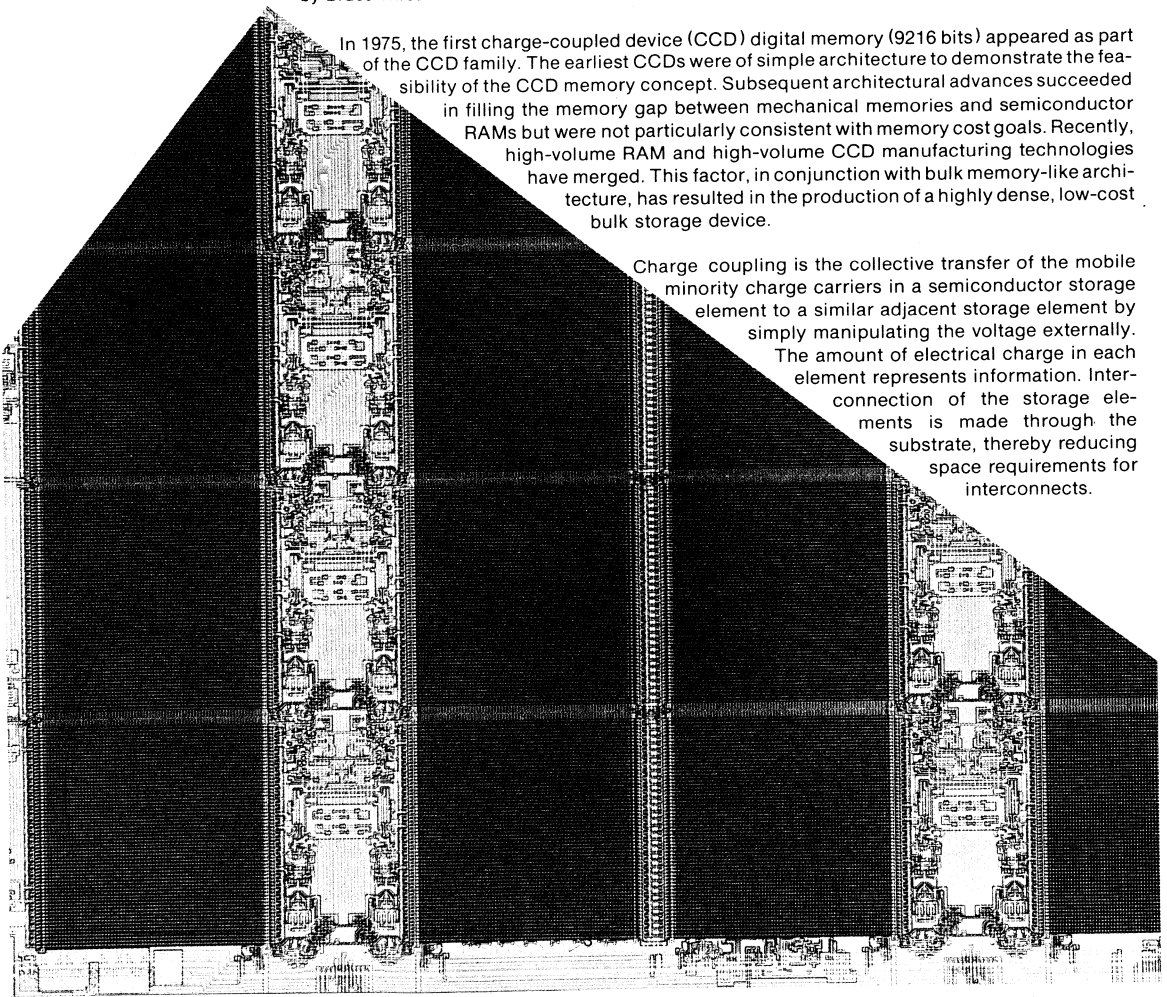 In 1975, the first charge-coupled device (CCD) digital memory (9216 bits) appeared as part
of the CCD family. The earliest CCDs were of simple architecture to demonstrate the fea-
sibility of the CCD memory concept. Subsequent architectural advances succeeded
in filling the memory gap between mechanical memories and semiconductor
RAMs but were not particularly consistent with memory cost goals. Recently,
high-volume RAM and high-volume CCD manufacturing technologies
have merged. This factor, in conjunction with bulk memory-like archi-
tecture, has resulted in the production of a highly dense, low-cost
bulk storage device.
Charge coupling is the collective transfer of the mobile
minority charge carriers in a semiconductor storage
element to a similar adjacent storage element by
simply manipulating the voltage externally.
The amount of electrical charge in each
element represents information. Inter-
connection of the storage ele-
ments is made through the
substrate, thereby reducing
space requirements for
interconnects.